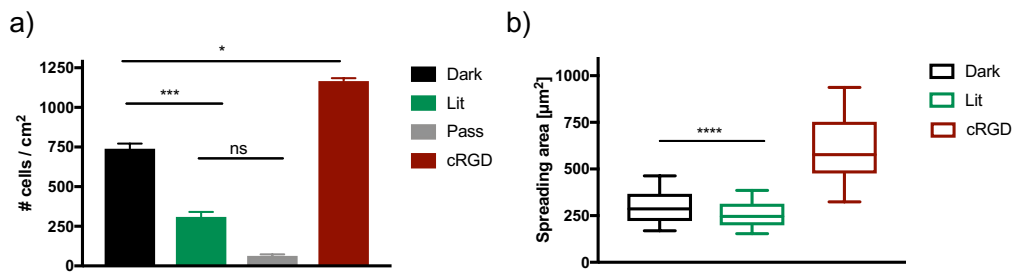 a)
# cells / cm²
1250
1000
750
500
250
0
*
***
ns
Dark
Lit
Pass
cRGD
b)
Spreading area [µm²]
1000
750
500
250
0
****
Dark
Lit
cRGD